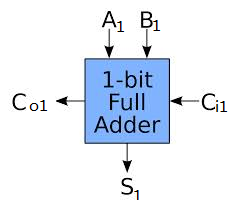 A1 B1
1-bit
Full
Adder
Co1 Ci1
S1